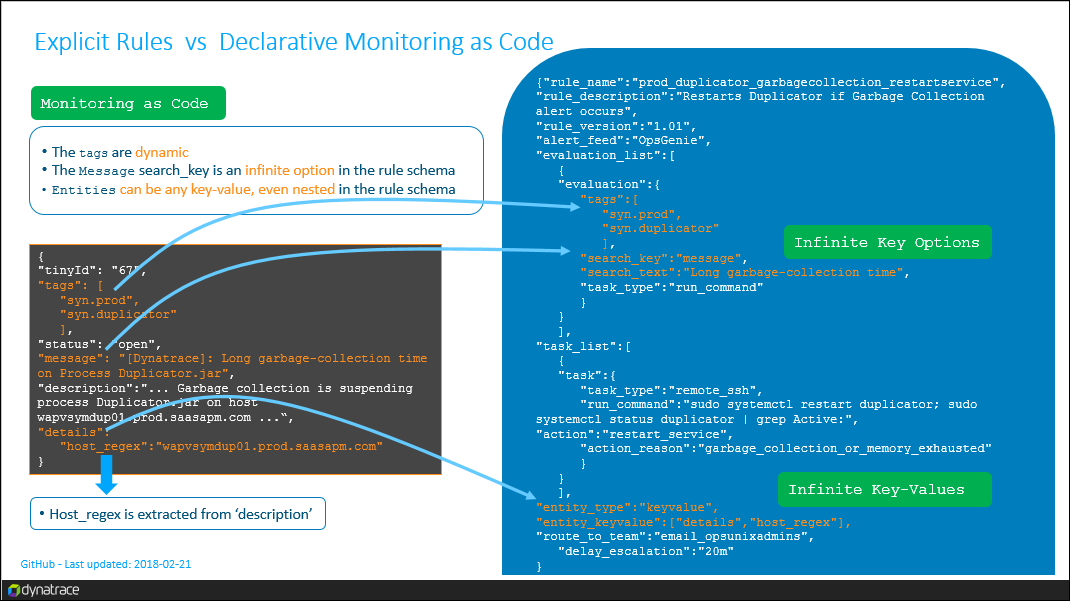 Explicit Rules vs Declarative Monitoring as Code
Monitoring as Code
• The tags are dynamic
• The Message search_key is an infinite option in the rule schema
• Entities can be any key-value, even nested in the rule schema
{
"tinyId": "67",
"tags": [
"syn.prod",
"syn.duplicator"
],
"status": "open",
"message": "[Dynatrace]: Long garbage-collection time
on Process Duplicator.jar",
"description":"... Garbage collection is suspending
process Duplicator.jar on host
wapvsymdup01.prod.saasapm.com ...“,
"details":
"host_regex":"wapvsymdup01.prod.saasapm.com"
}
• Host_regex is extracted from ‘description’
GitHub - Last updated: 2018-02-21
{"rule_name":"prod_duplicator_garbagecollection_restartservice",
"rule_description":"Restarts Duplicator if Garbage Collection
alert occurs",
"rule_version":"1.01",
"alert_feed":"OpsGenie",
"evaluation_list":[
{
"evaluation":{
"tags":[
"syn.prod",
"syn.duplicator"
],
"search_key":"message",
"search_text":"Long garbage-collection time",
"task_type":"run_command"
}
}
],
"task_list":[
{
"task":{
"task_type":"remote_ssh",
"run_command":"sudo systemctl restart duplicator; sudo
systemctl status duplicator | grep Active:",
"action":"restart_service",
"action_reason":"garbage_collection_or_memory_exhausted"
}
}
],
"entity_type":"keyvalue",
"entity_keyvalue":["details","host_regex"],
"route_to_team":"email_opsunixadmins",
"delay_escalation":"20m"
}
Infinite Key Options
Infinite Key-Values
dynatrace